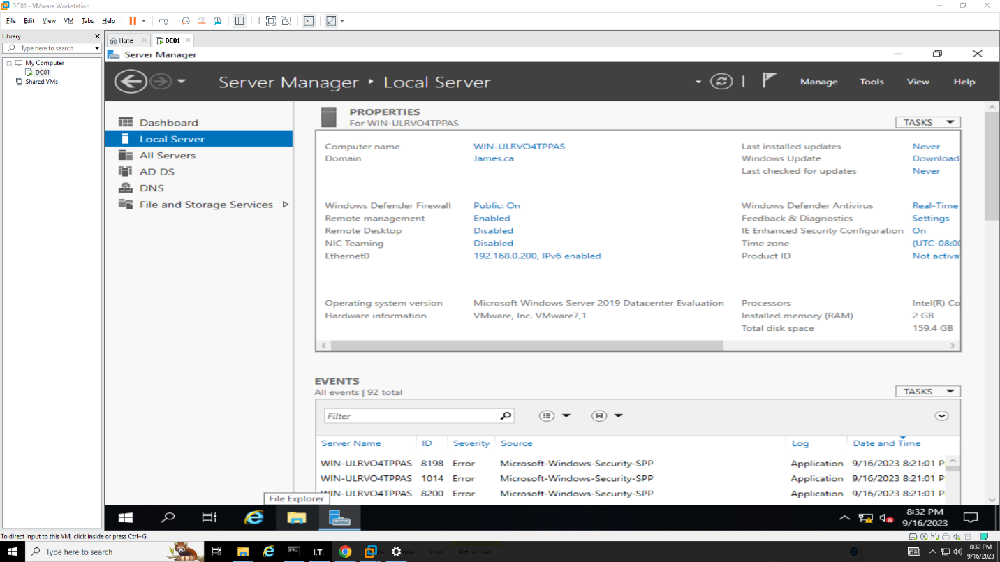 DC01 - VMware Workstation
File Edit View VM Tabs Help
Library
Type here to search
My Computer
DC01
Shared VMs
Home
DC01
Server Manager
Server Manager Local Server
Manage Tools View Help
Dashboard
Local Server
All Servers
AD DS
DNS
File and Storage Services
PROPERTIES
For WIN-ULRVO4TPPAS
TASKS
Computer name WIN-ULRVO4TPPAS Last installed updates Never
Domain James.ca Windows Update Download
Last checked for updates Never
Windows Defender Firewall Public: On Windows Defender Antivirus Real-Time
Remote management Enabled Feedback & Diagnostics Settings
Remote Desktop Disabled IE Enhanced Security Configuration On
NIC Teaming Disabled Time zone (UTC-08:00
Ethernet0 192.168.0.200, IPv6 enabled Product ID Not activa
Operating system version Microsoft Windows Server 2019 Datacenter Evaluation Processors Intel(R) Co
Hardware information VMware, Inc. VMware7,1 Installed memory (RAM) 2 GB
Total disk space 159.4 GB
EVENTS
All events | 92 total
TASKS
Filter
Server Name ID Severity Source Log Date and Time
WIN-ULRVO4TPPAS 8198 Error Microsoft-Windows-Security-SPP Application 9/16/2023 8:21:01 P
WIN-ULRVO4TPPAS 1014 Error Microsoft-Windows-Security-SPP Application 9/16/2023 8:21:01 P
WIN-ULRVO4TPPAS 8200 Error Microsoft-Windows-Security-SPP Application 9/16/2023 8:21:01 P
File Explorer
8:32 PM
9/16/2023
To direct input to this VM, click inside or press Ctrl+G.
Type here to search
I.T.
View
Picture Tools
8:32 PM
9/16/2023